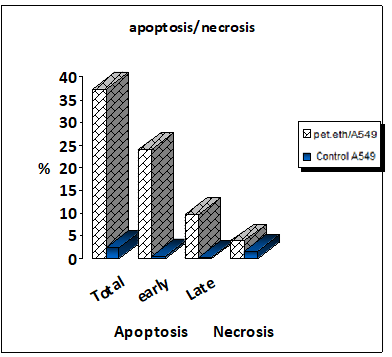 apoptosis/necrosis
40
35
30
25
20
15
10
5
0
%
Total
early
Late
Apoptosis Necrosis
pet.eth/A549
Control A549